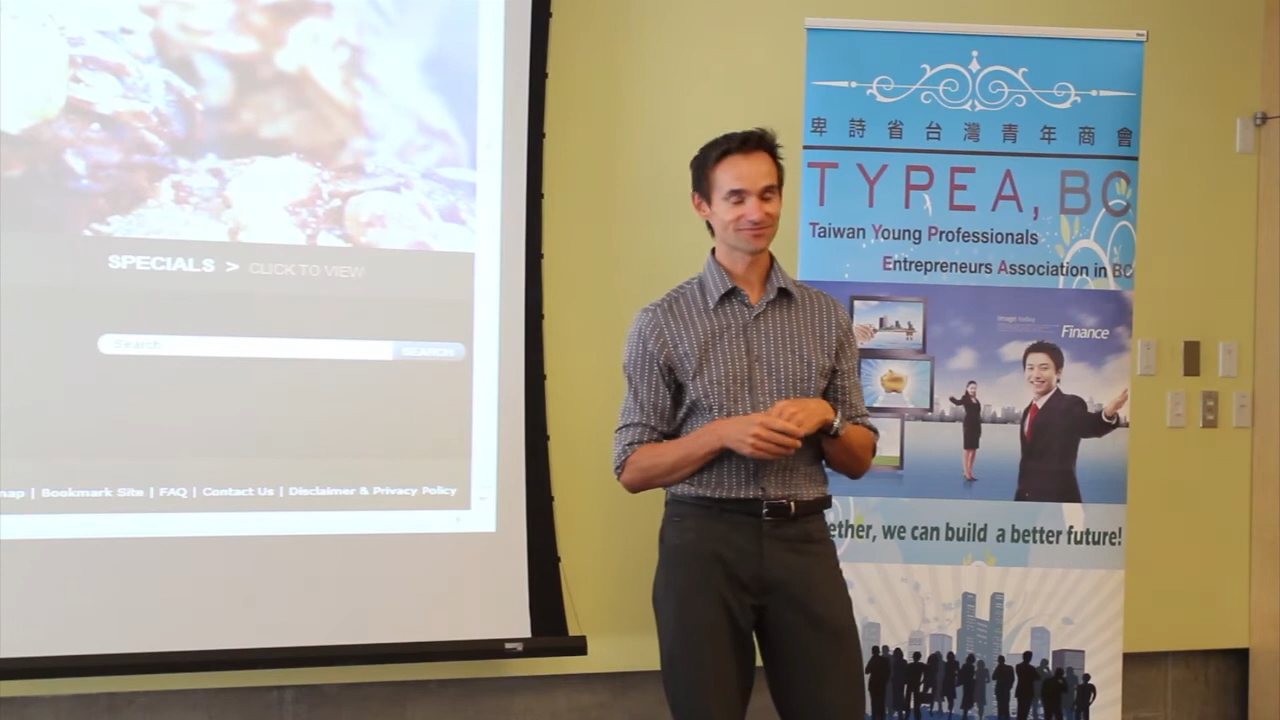 SPECIALS > CLICK TO VIEW
Search
SEARCH
map | Bookmark Site | FAQ | Contact Us | Disclaimer & Privacy Policy
卑詩省台灣青年商會
TYPEA, BC
Taiwan Young Professionals
Entrepreneurs Association in BC
Finance
ether, we can build a better future!